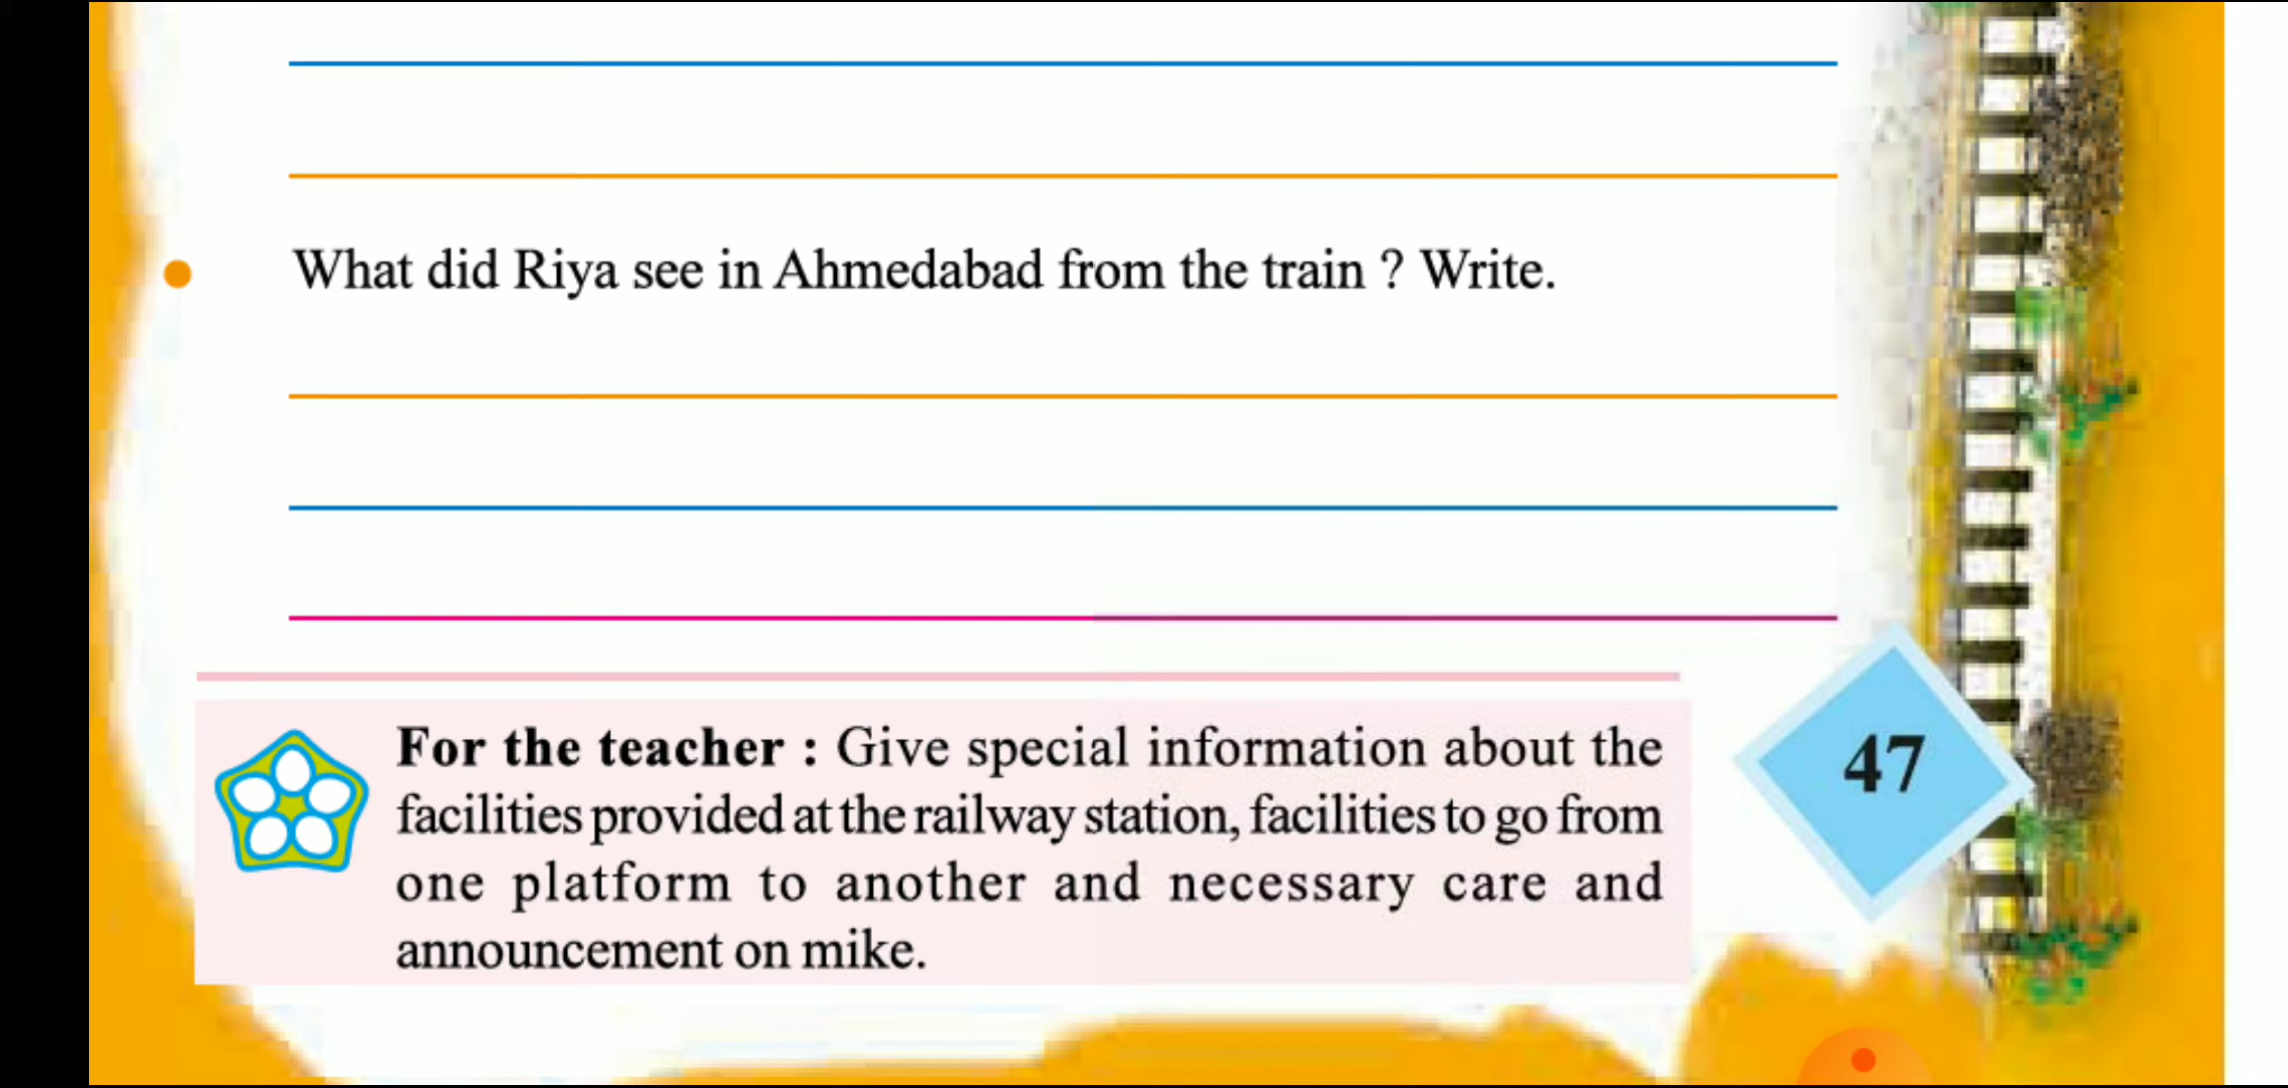 What did Riya see in Ahmedabad from the train ? Write.
For the teacher : Give special information about the
facilities provided at the railway station, facilities to go from
one platform to another and necessary care and
announcement on mike.
47